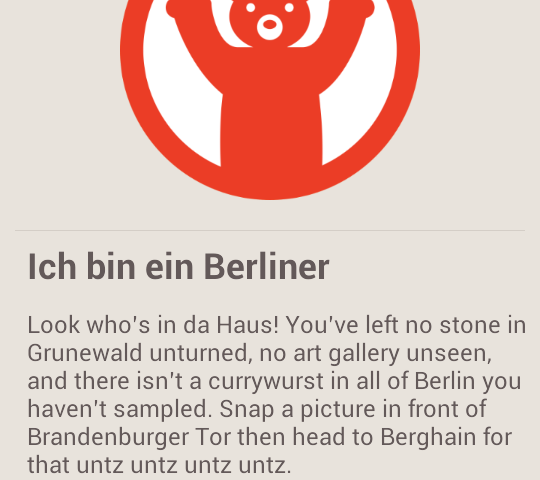 Ich bin ein Berliner
Look who's in da Haus! You've left no stone in
Grunewald unturned, no art gallery unseen,
and there isn't a currywurst in all of Berlin you
haven't sampled. Snap a picture in front of
Brandenburger Tor then head to Berghain for
that untz untz untz untz.